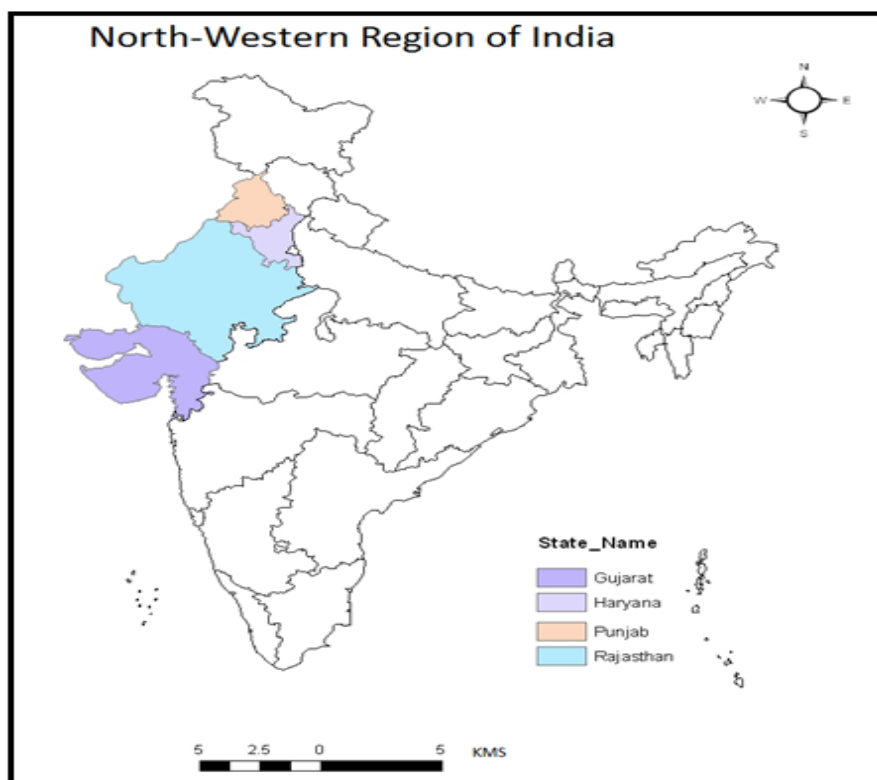 North-Western Region of India
N
W E
S
State_Name
Gujarat
Haryana
Punjab
Rajasthan
5 2.5 0 5 KMS